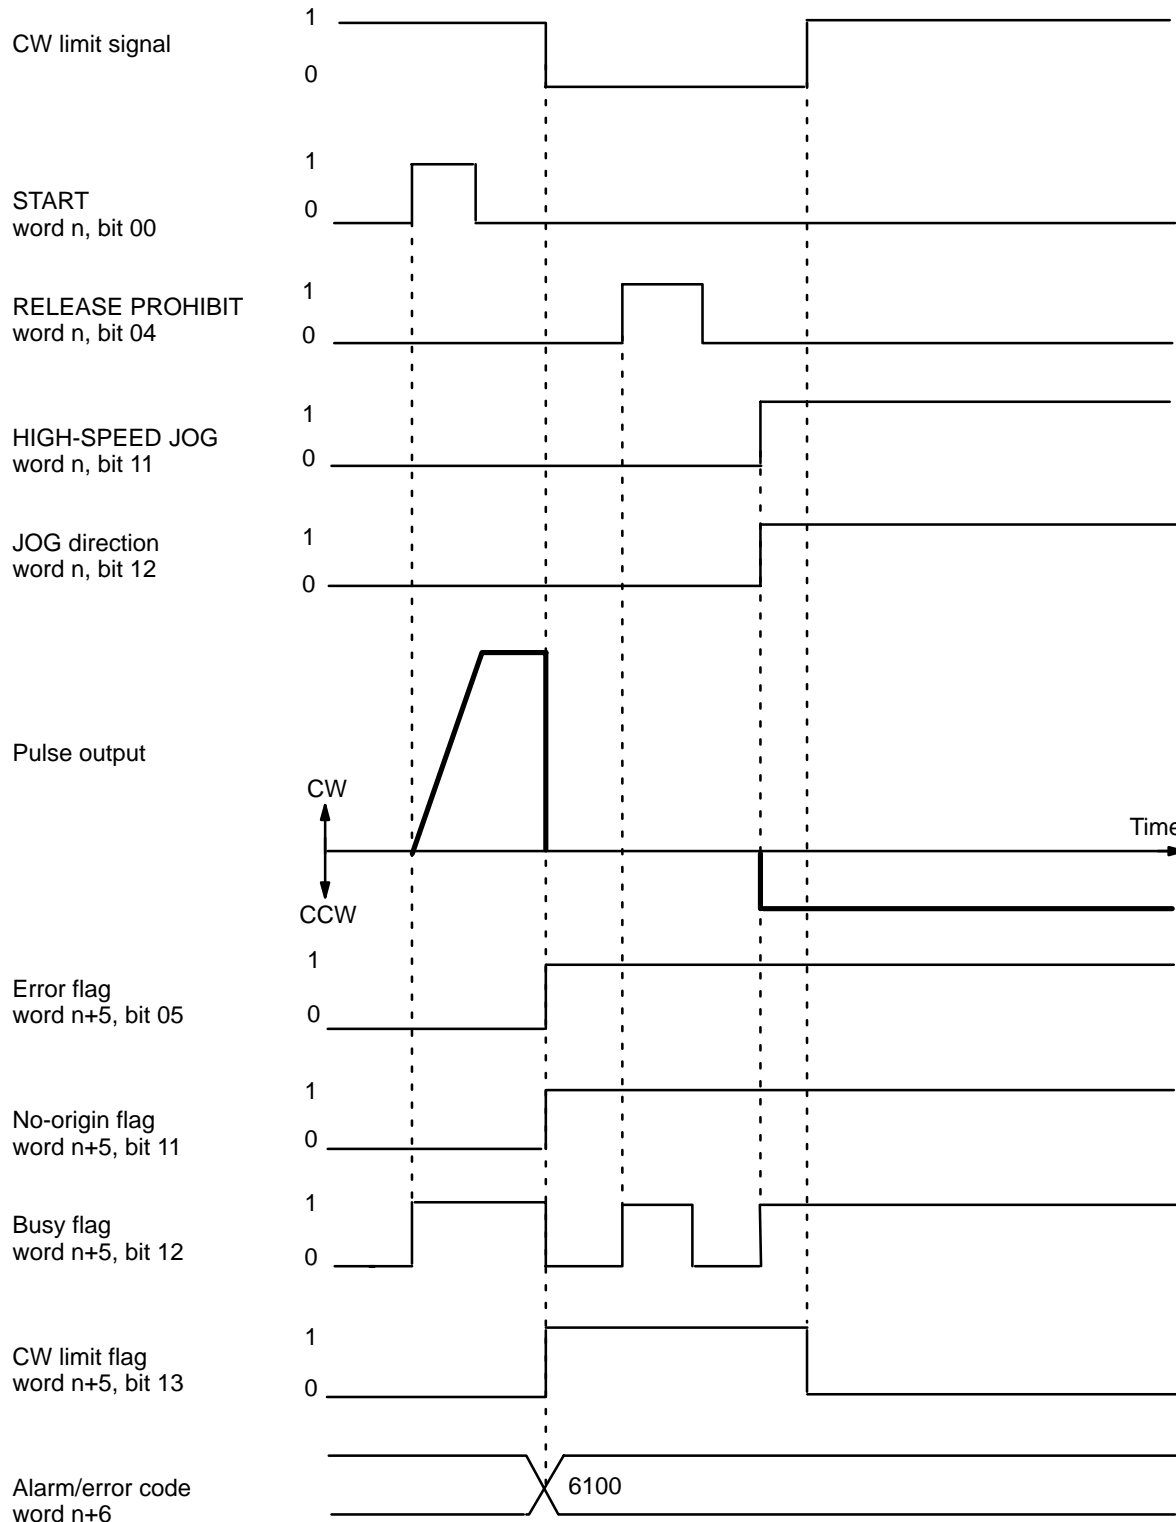 1
CW limit signal
0
1
START
0
word n, bit 00
1
RELEASE PROHIBIT
word n, bit 04
0
1
HIGH-SPEED JOG
word n, bit 11
0
1
JOG direction
word n, bit 12
0
Pulse output
CW
Time
CCW
1
Error flag
word n+5, bit 05
0
1
No-origin flag
word n+5, bit 11
0
1
Busy flag
word n+5, bit 12
0
1
CW limit flag
word n+5, bit 13
0
Alarm/error code
6100
word n+6